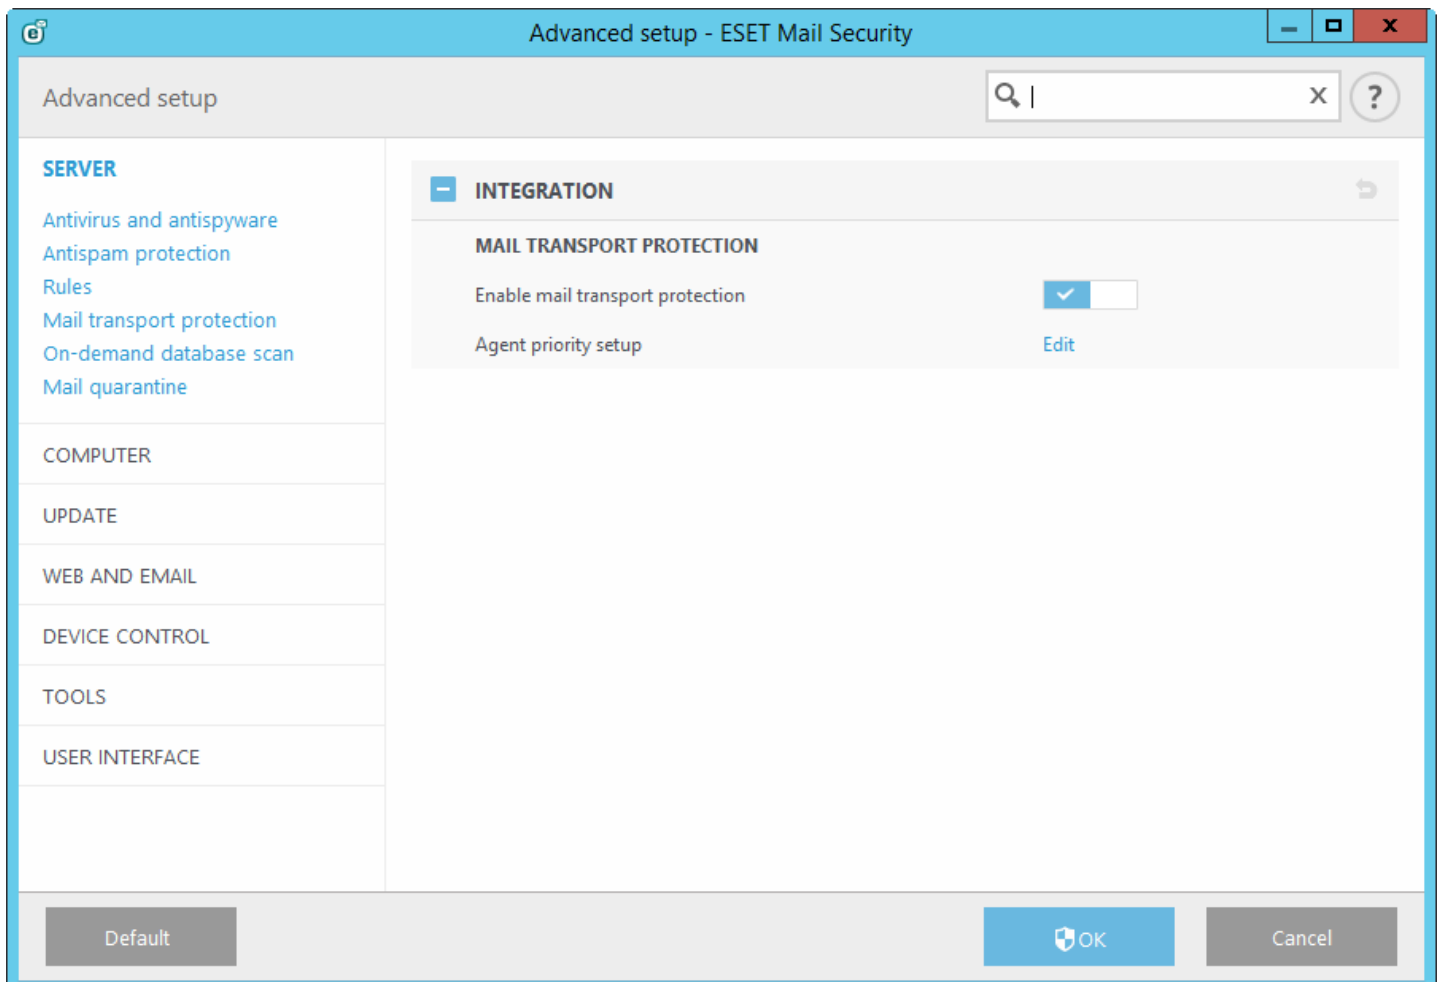 Advanced setup - ESET Mail Security
Advanced setup
SERVER
Antivirus and antispyware
Antispam protection
Rules
Mail transport protection
On-demand database scan
Mail quarantine
COMPUTER
UPDATE
WEB AND EMAIL
DEVICE CONTROL
TOOLS
USER INTERFACE
INTEGRATION
MAIL TRANSPORT PROTECTION
Enable mail transport protection
Agent priority setup Edit
Default
OK
Cancel